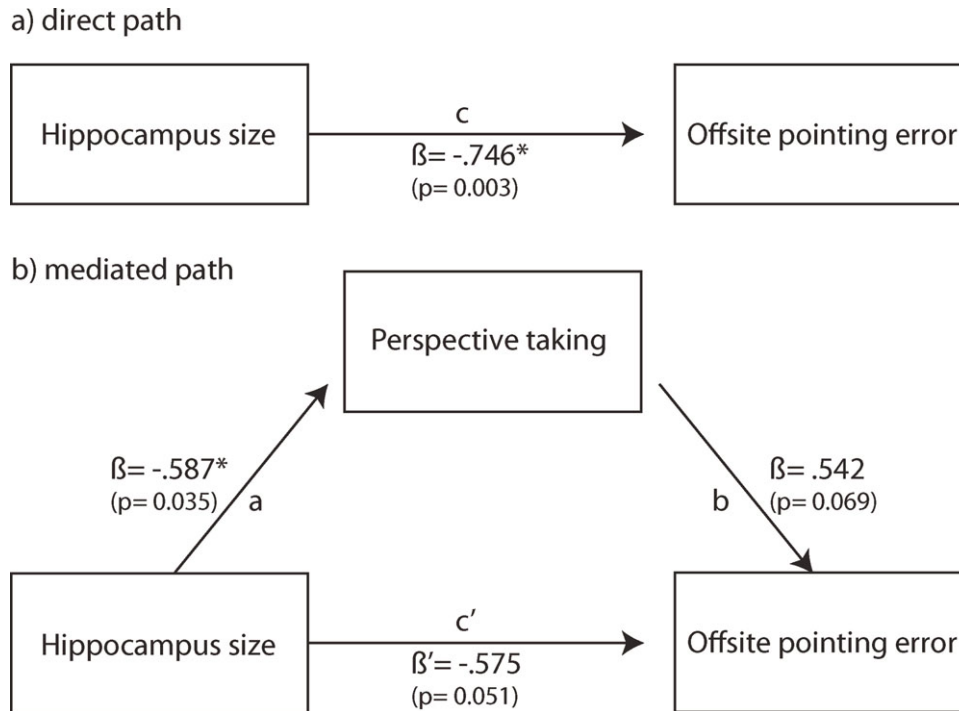 a) direct path
Hippocampus size
c
ß= -.746*
(p= 0.003)
Offsite pointing error
b) mediated path
Perspective taking
ß= -.587*
(p= 0.035)
a
b
ß= .542
(p= 0.069)
Hippocampus size
c’
ß’= -.575
(p= 0.051)
Offsite pointing error